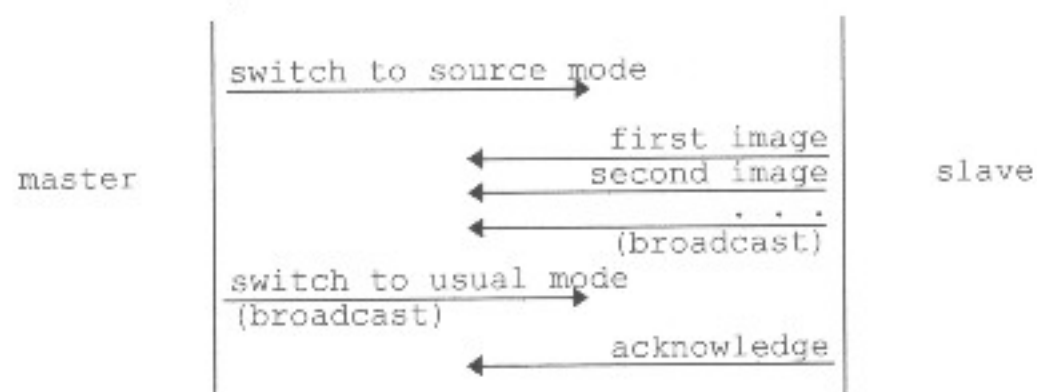 switch to source mode
first image
master
second image
slave
. . .
(broadcast)
switch to usual mode
(broadcast)
acknowledge